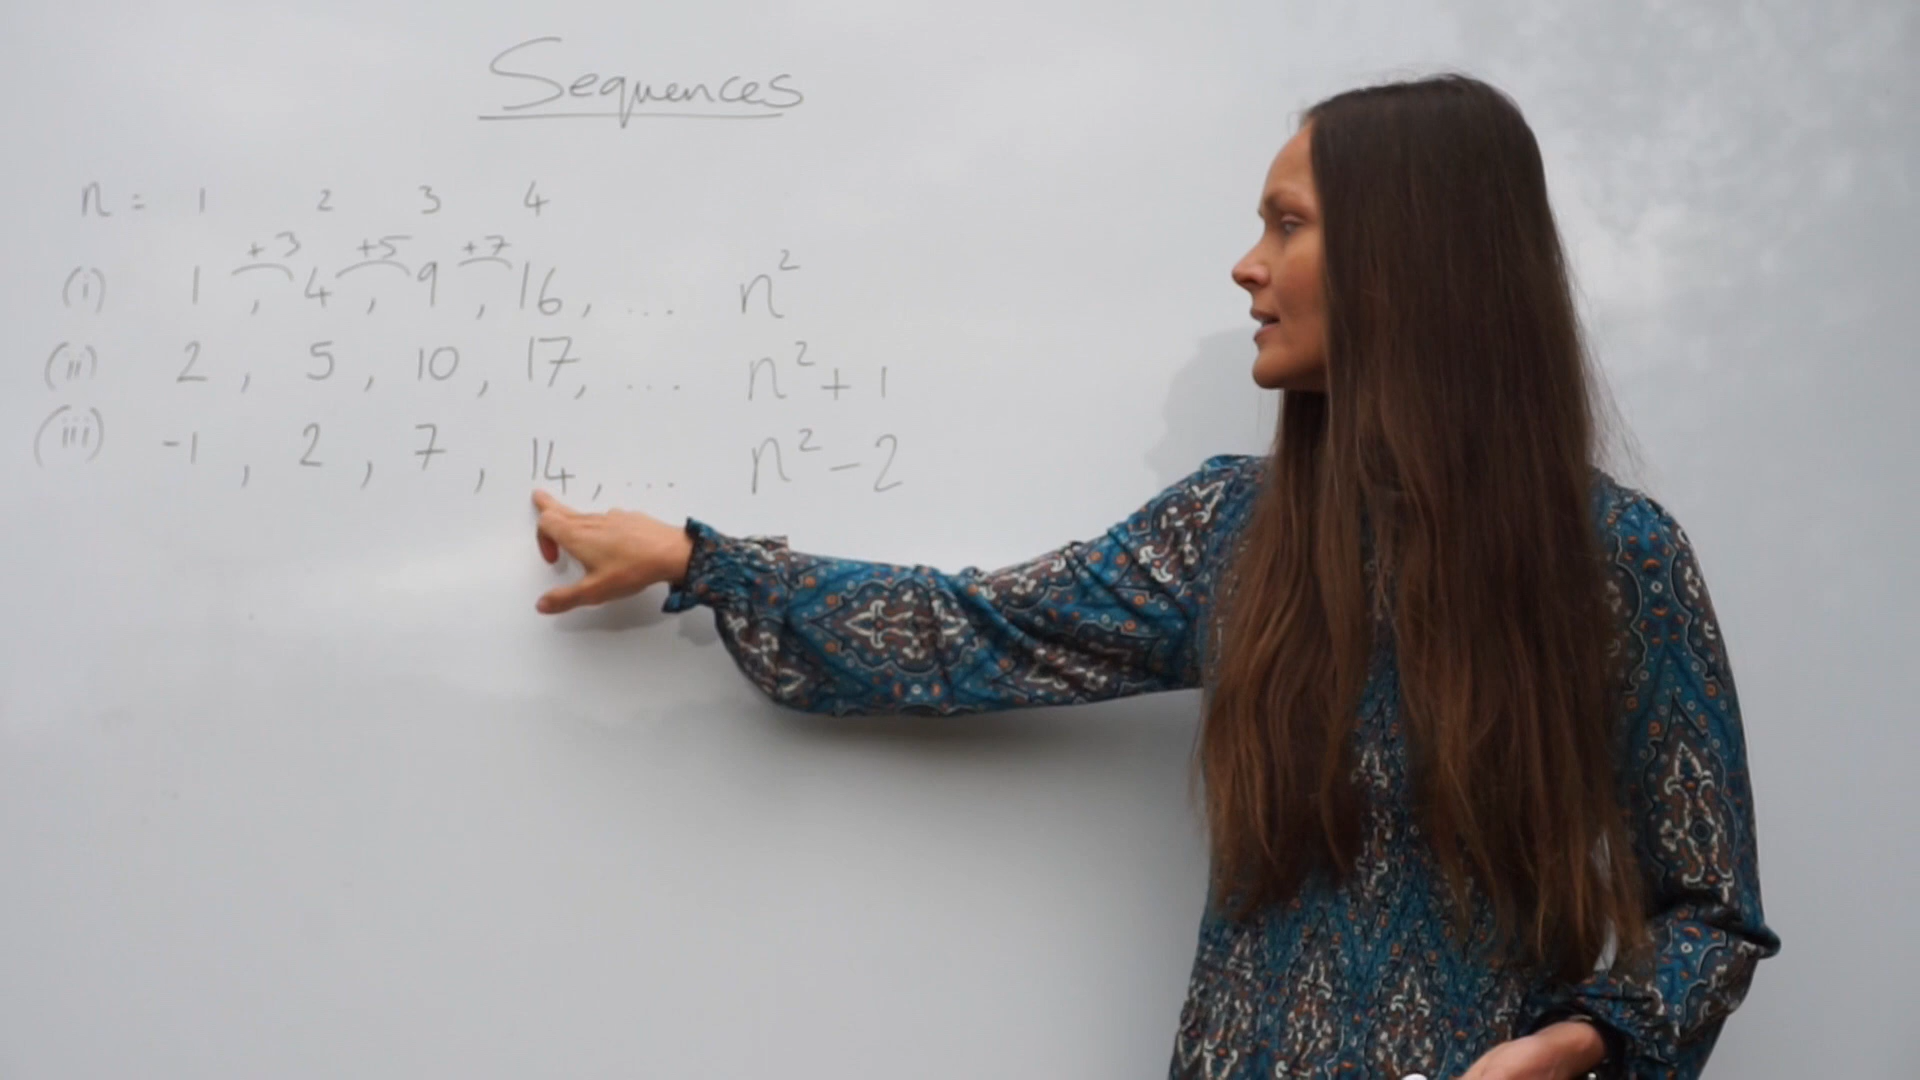 Sequences
n = 1 2 3 4
+3 +5 +7
(i) 1 , 4 , 9 , 16 , ... n²
(ii) 2 , 5 , 10 , 17 , ... n² + 1
(iii) -1 , 2 , 7 , 14 , ... n² - 2